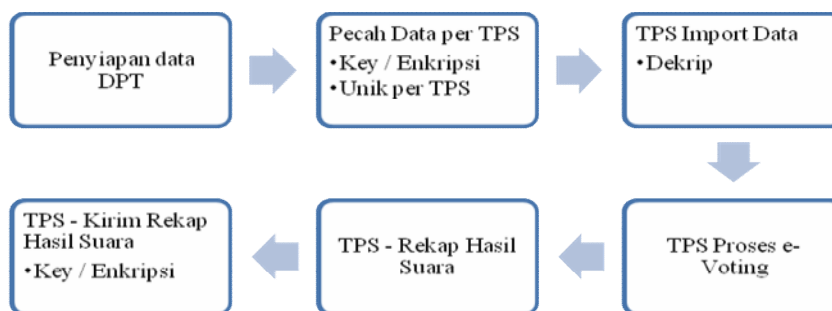 Penyiapan data
DPT
Pecah Data per TPS
•Key / Enkripsi
•Unik per TPS
TPS Import Data
•Dekrip
TPS Proses e-
Voting
TPS - Rekap Hasil
Suara
TPS - Kirim Rekap
Hasil Suara
•Key / Enkripsi